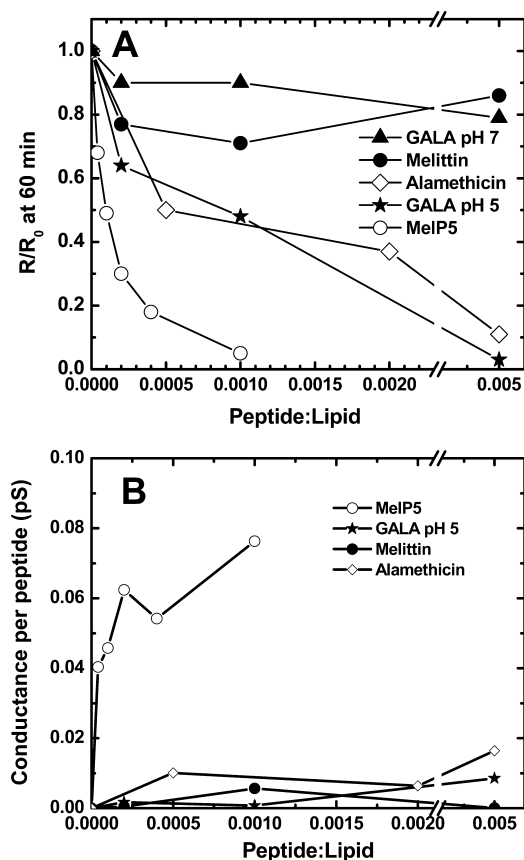 A
1.0
0.8
0.6
0.4
0.2
0.0
R/R0 at 60 min
GALA pH 7
Melittin
Alamethicin
GALA pH 5
MelP5
0.0000 0.0005 0.0010 0.0015 0.0020 0.005
Peptide:Lipid
B
0.10
0.08
0.06
0.04
0.02
0.00
Conductance per peptide (pS)
MelP5
GALA pH 5
Melittin
Alamethicin
0.0000 0.0005 0.0010 0.0015 0.0020 0.005
Peptide:Lipid